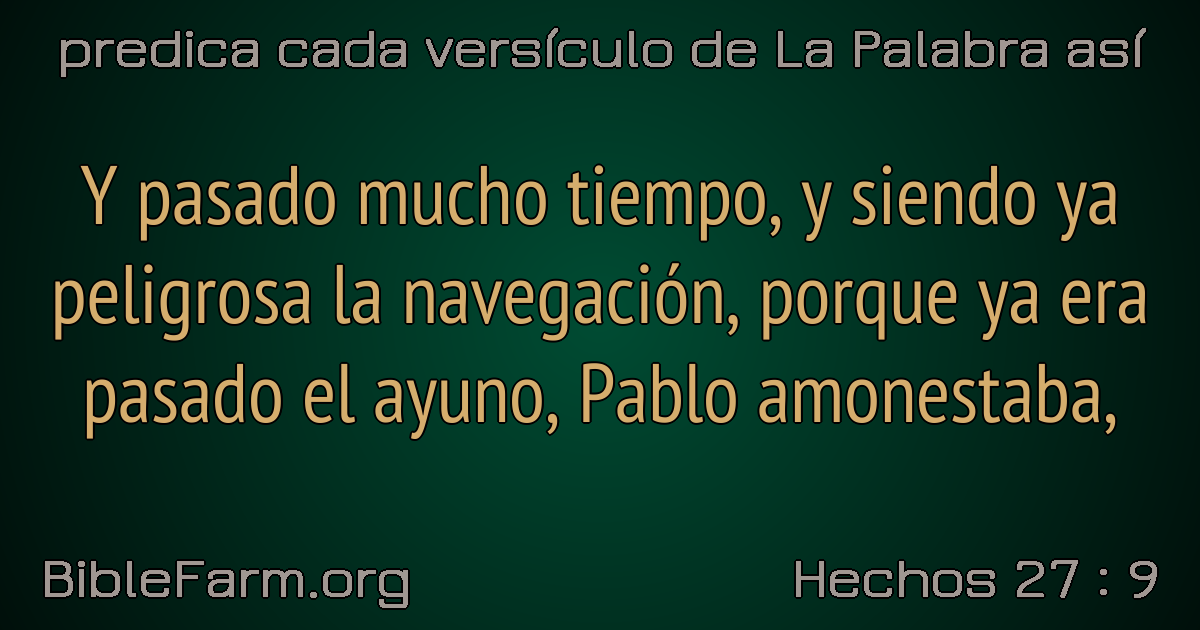 predica cada versículo de La Palabra así
Y pasado mucho tiempo, y siendo ya
peligrosa la navegación, porque ya era
pasado el ayuno, Pablo amonestaba,
BibleFarm.org
Hechos 27 : 9